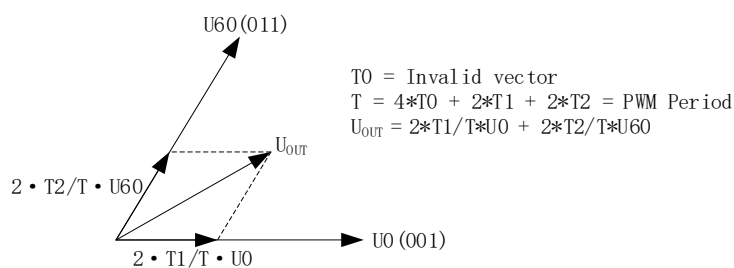 U60(011)
T0 = Invalid vector
T = 4*T0 + 2*T1 + 2*T2 = PWM Period
UOUT = 2*T1/T*U0 + 2*T2/T*U60
UOUT
2·T2/T·U60
U0(001)
2·T1/T·U0